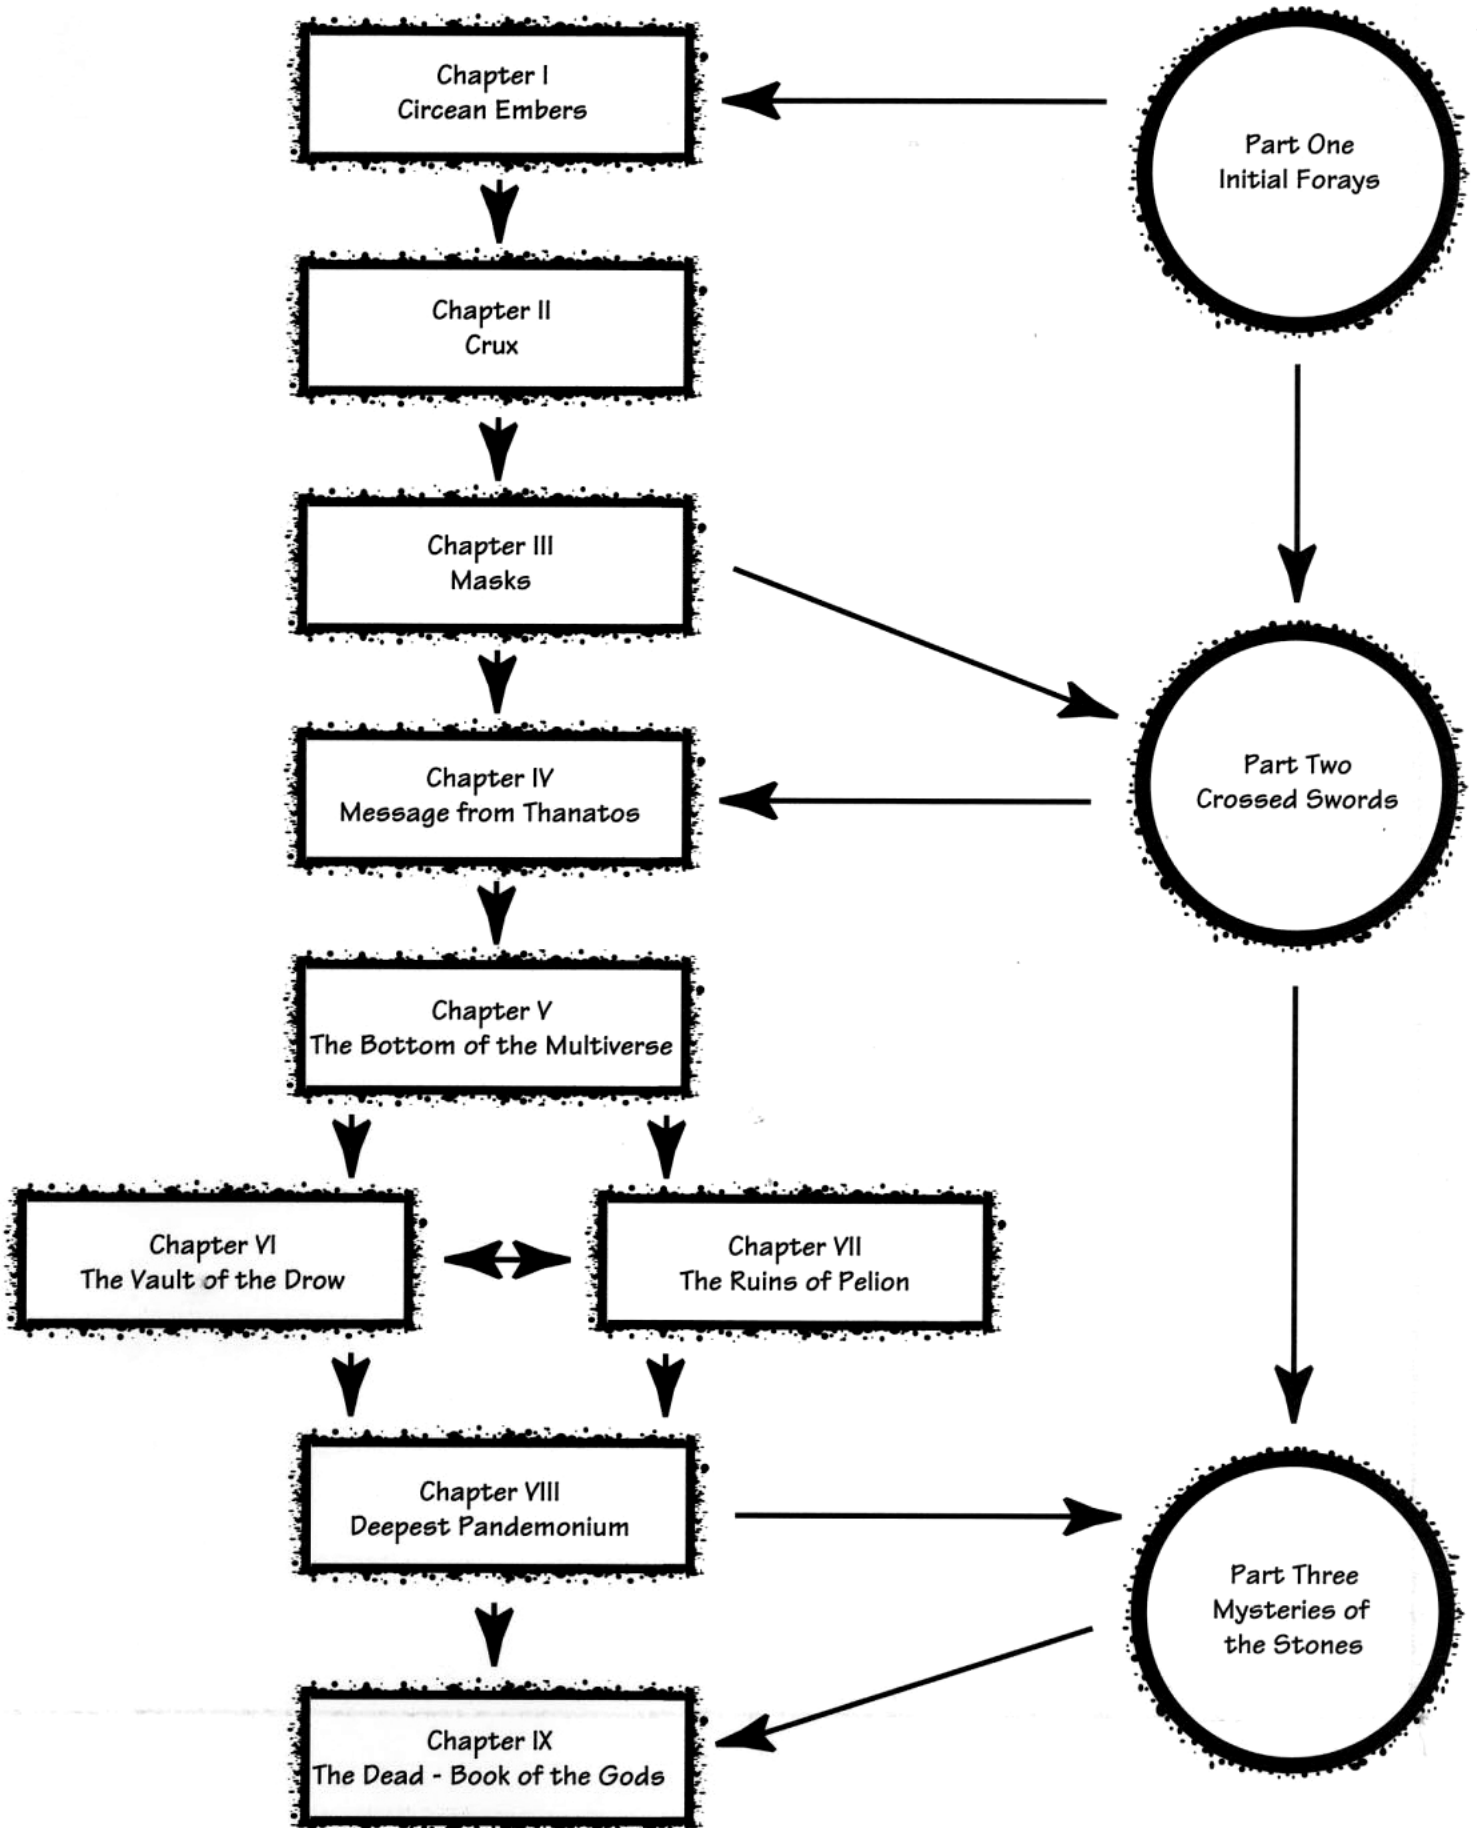 Chapter I
Circean Embers
Part One
Initial Forays
Chapter II
Crux
Chapter III
Masks
Chapter IV
Message from Thanatos
Part Two
Crossed Swords
Chapter V
The Bottom of the Multiverse
Chapter VI
The Vault of the Drow
Chapter VII
The Ruins of Pelion
Chapter VIII
Deepest Pandemonium
Part Three
Mysteries of
the Stones
Chapter IX
The Dead - Book of the Gods